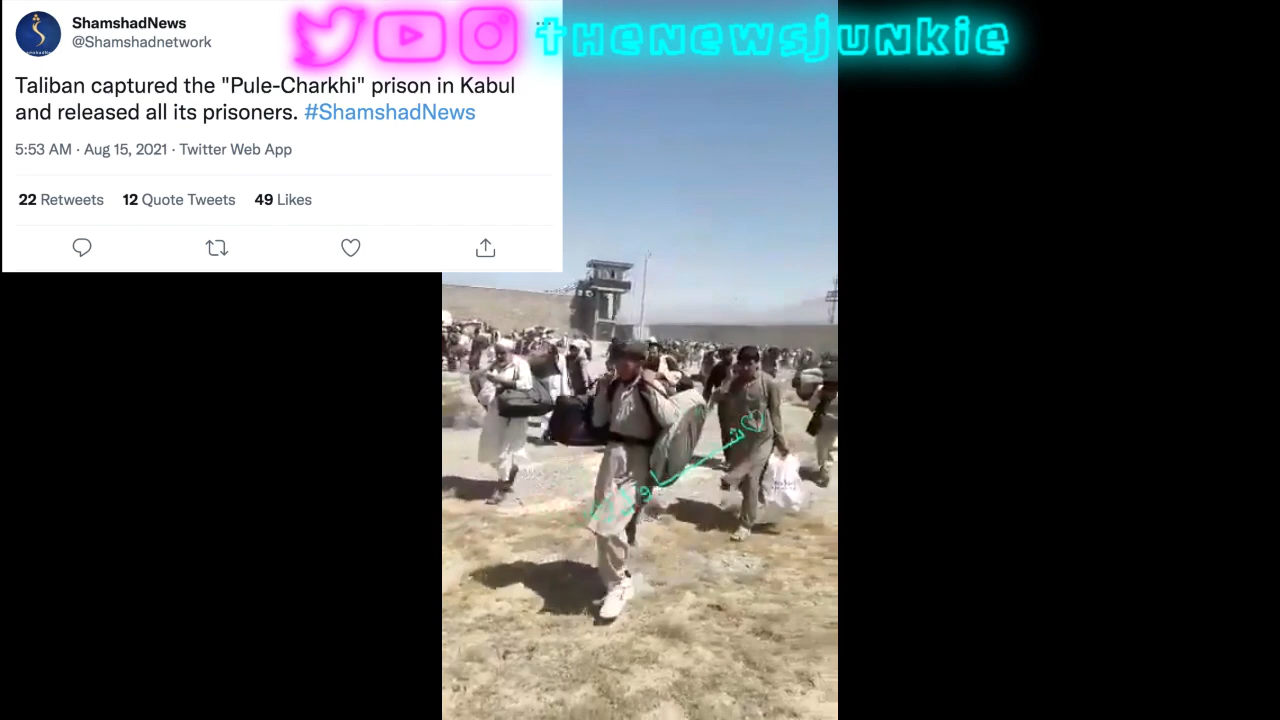 ShamshadNews
@Shamshadnetwork
thenewsjunkie
Taliban captured the "Pule-Charkhi" prison in Kabul
and released all its prisoners. #ShamshadNews
5:53 AM · Aug 15, 2021 · Twitter Web App
22 Retweets 12 Quote Tweets 49 Likes